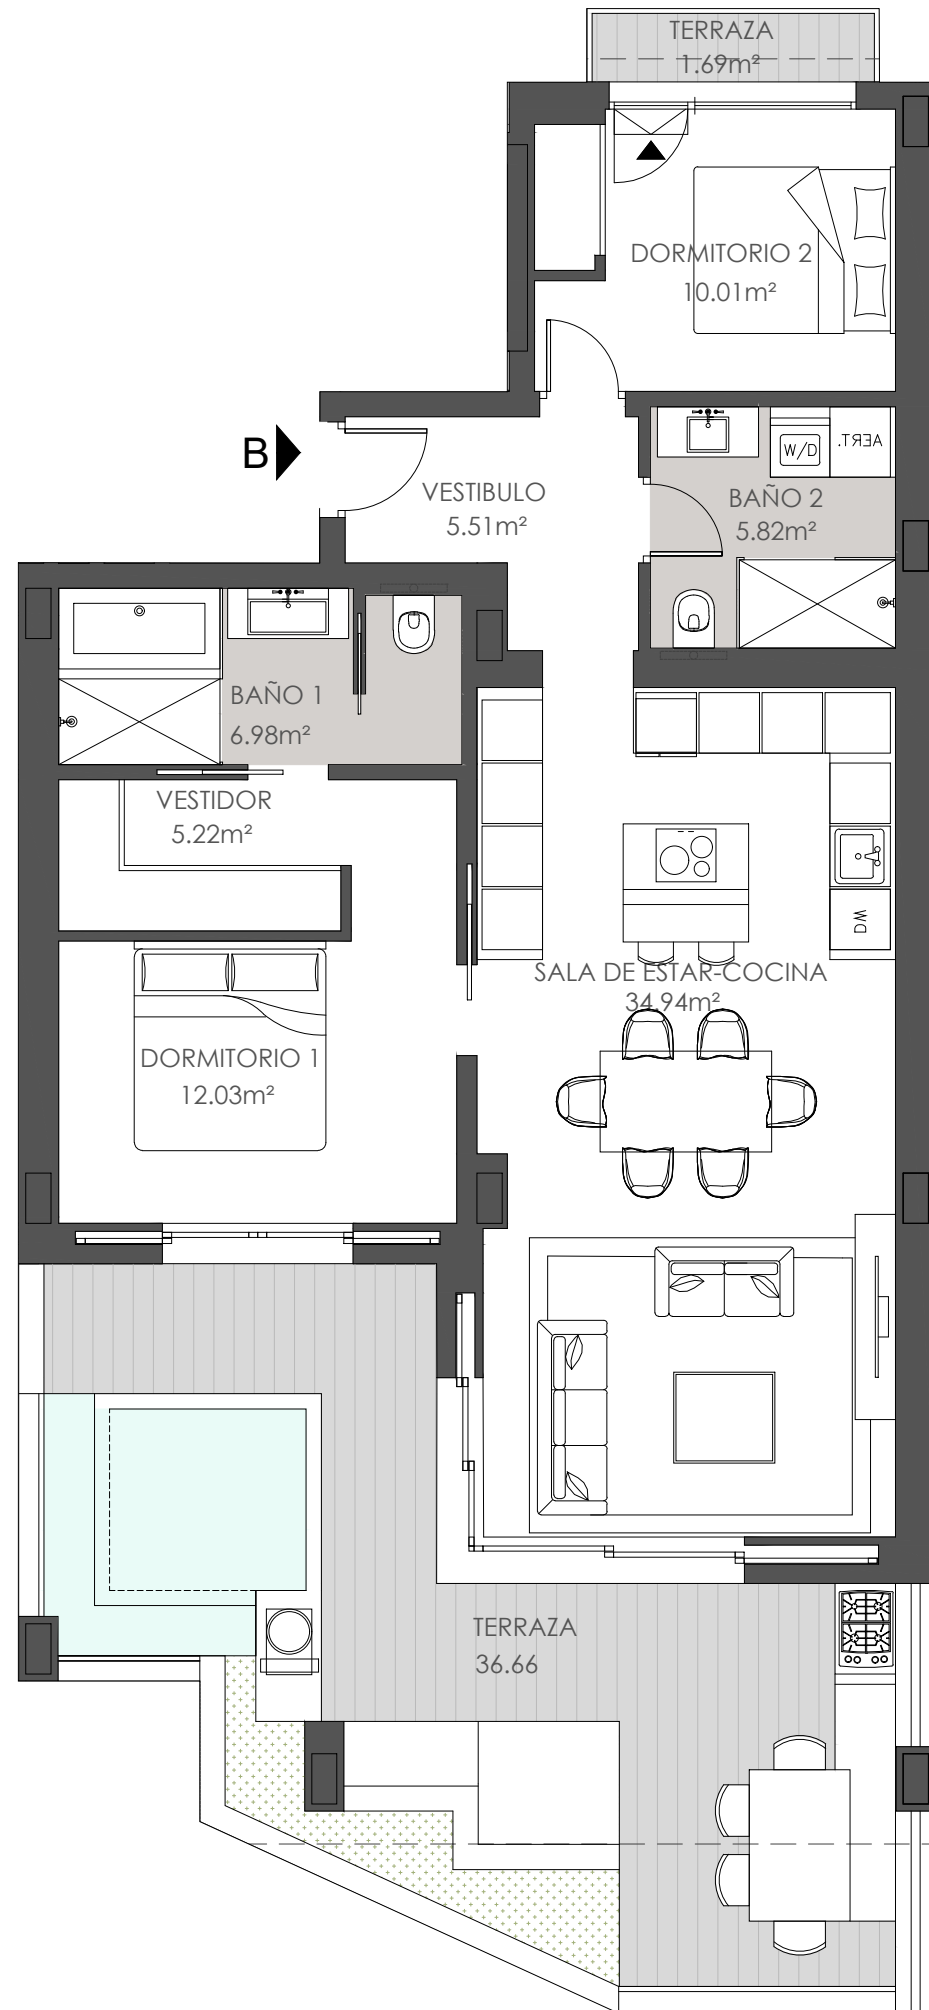 TERRAZA
1.69m²
DORMITORIO 2
10.01m²
B
VESTIBULO
5.51m²
W/D
AERT.
BAÑO 2
5.82m²
BAÑO 1
6.98m²
VESTIDOR
5.22m²
DW
SALA DE ESTAR-COCINA
34.94m²
DORMITORIO 1
12.03m²
TERRAZA
36.66